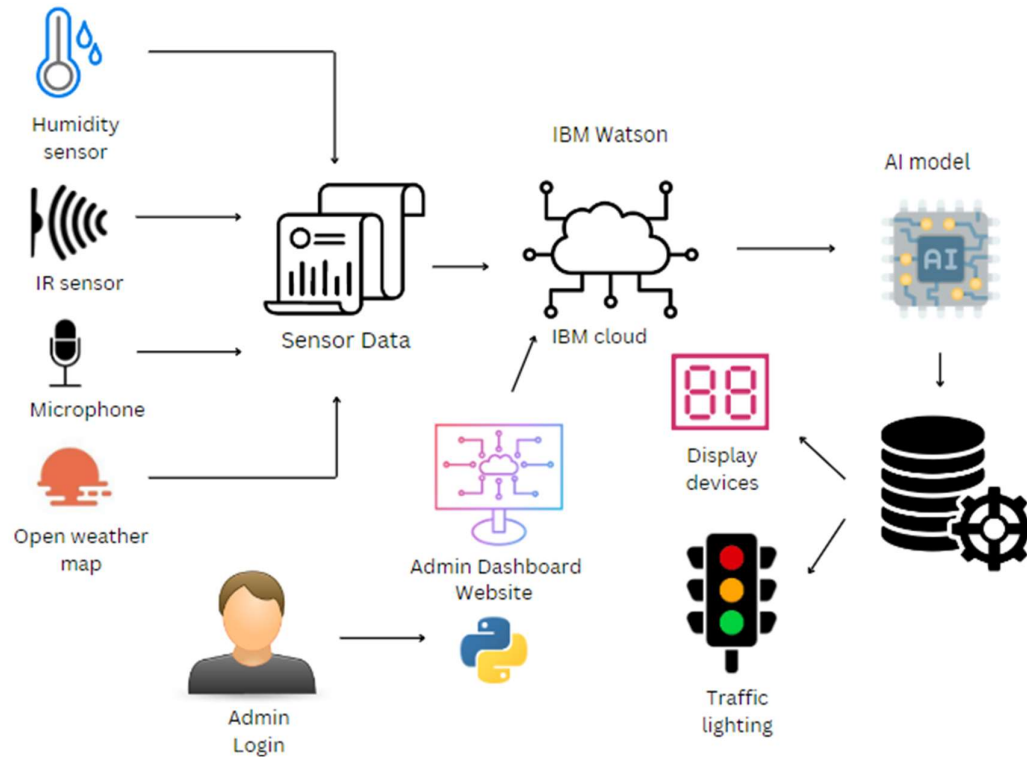 Humidity
sensor
IR sensor
Microphone
Open weather
map
Sensor Data
IBM Watson
IBM cloud
AI model
AI
88
Display
devices
Admin Dashboard
Website
Admin
Login
Traffic
lighting